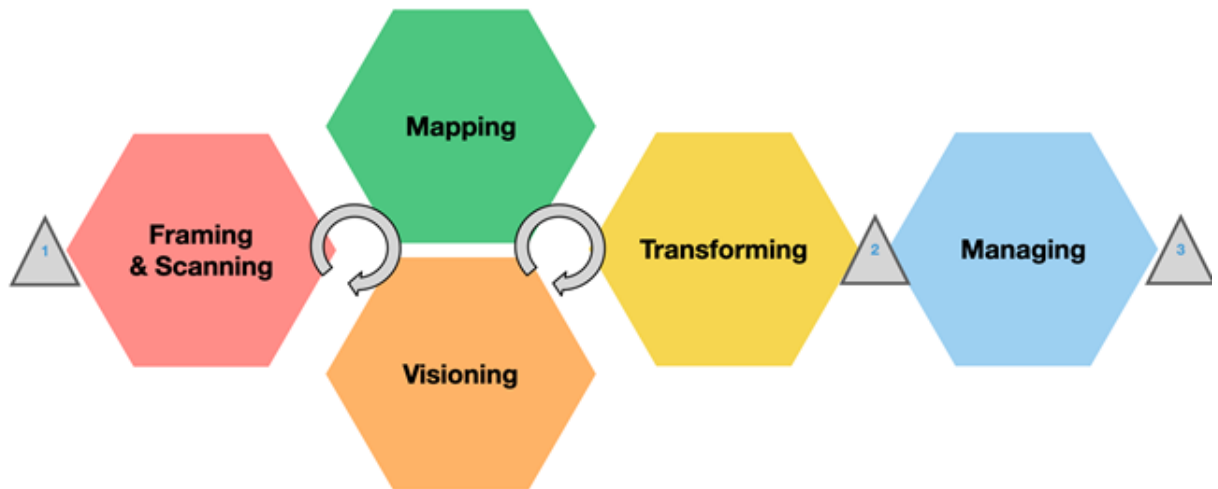 Mapping
1
Framing
& Scanning
Transforming
2
Managing
3
Visioning